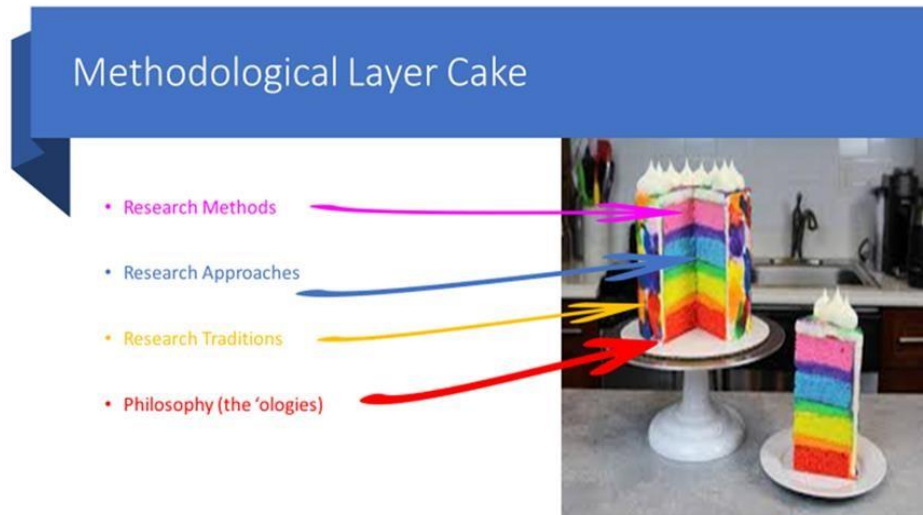 Methodological Layer Cake
• Research Methods
• Research Approaches
• Research Traditions
• Philosophy (the ‘ologies)